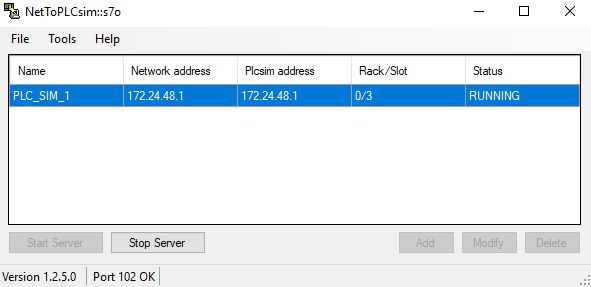 NetToPLCsim::s7o
File Tools Help
Name Network address Plcsim address Rack/Slot Status
PLC_SIM_1 172.24.48.1 172.24.48.1 0/3 RUNNING
Start Server Stop Server Add Modify Delete
Version 1.2.5.0 Port 102 OK